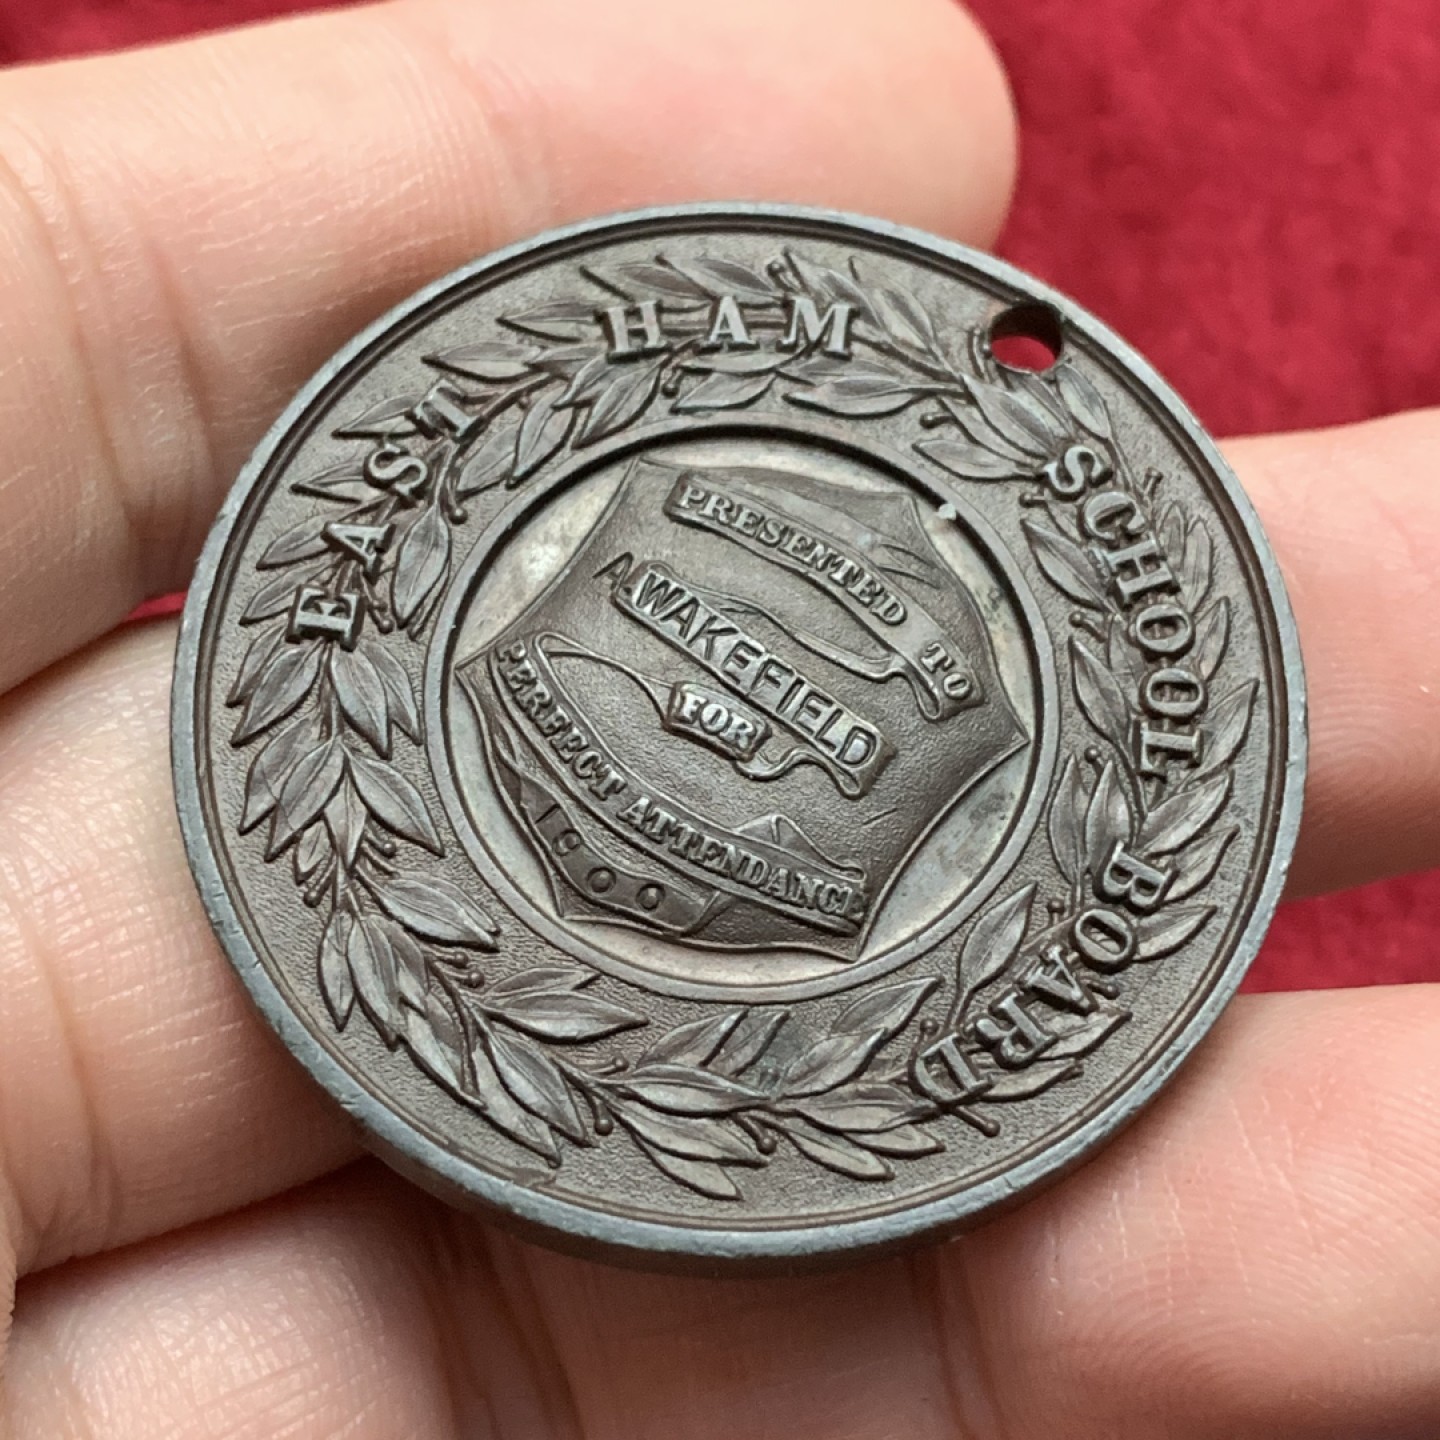 EAST HAM SCHOOL BOARD
PRESENTED TO
A WAKEFIELD
FOR
PERFECT ATTENDANCE
1900